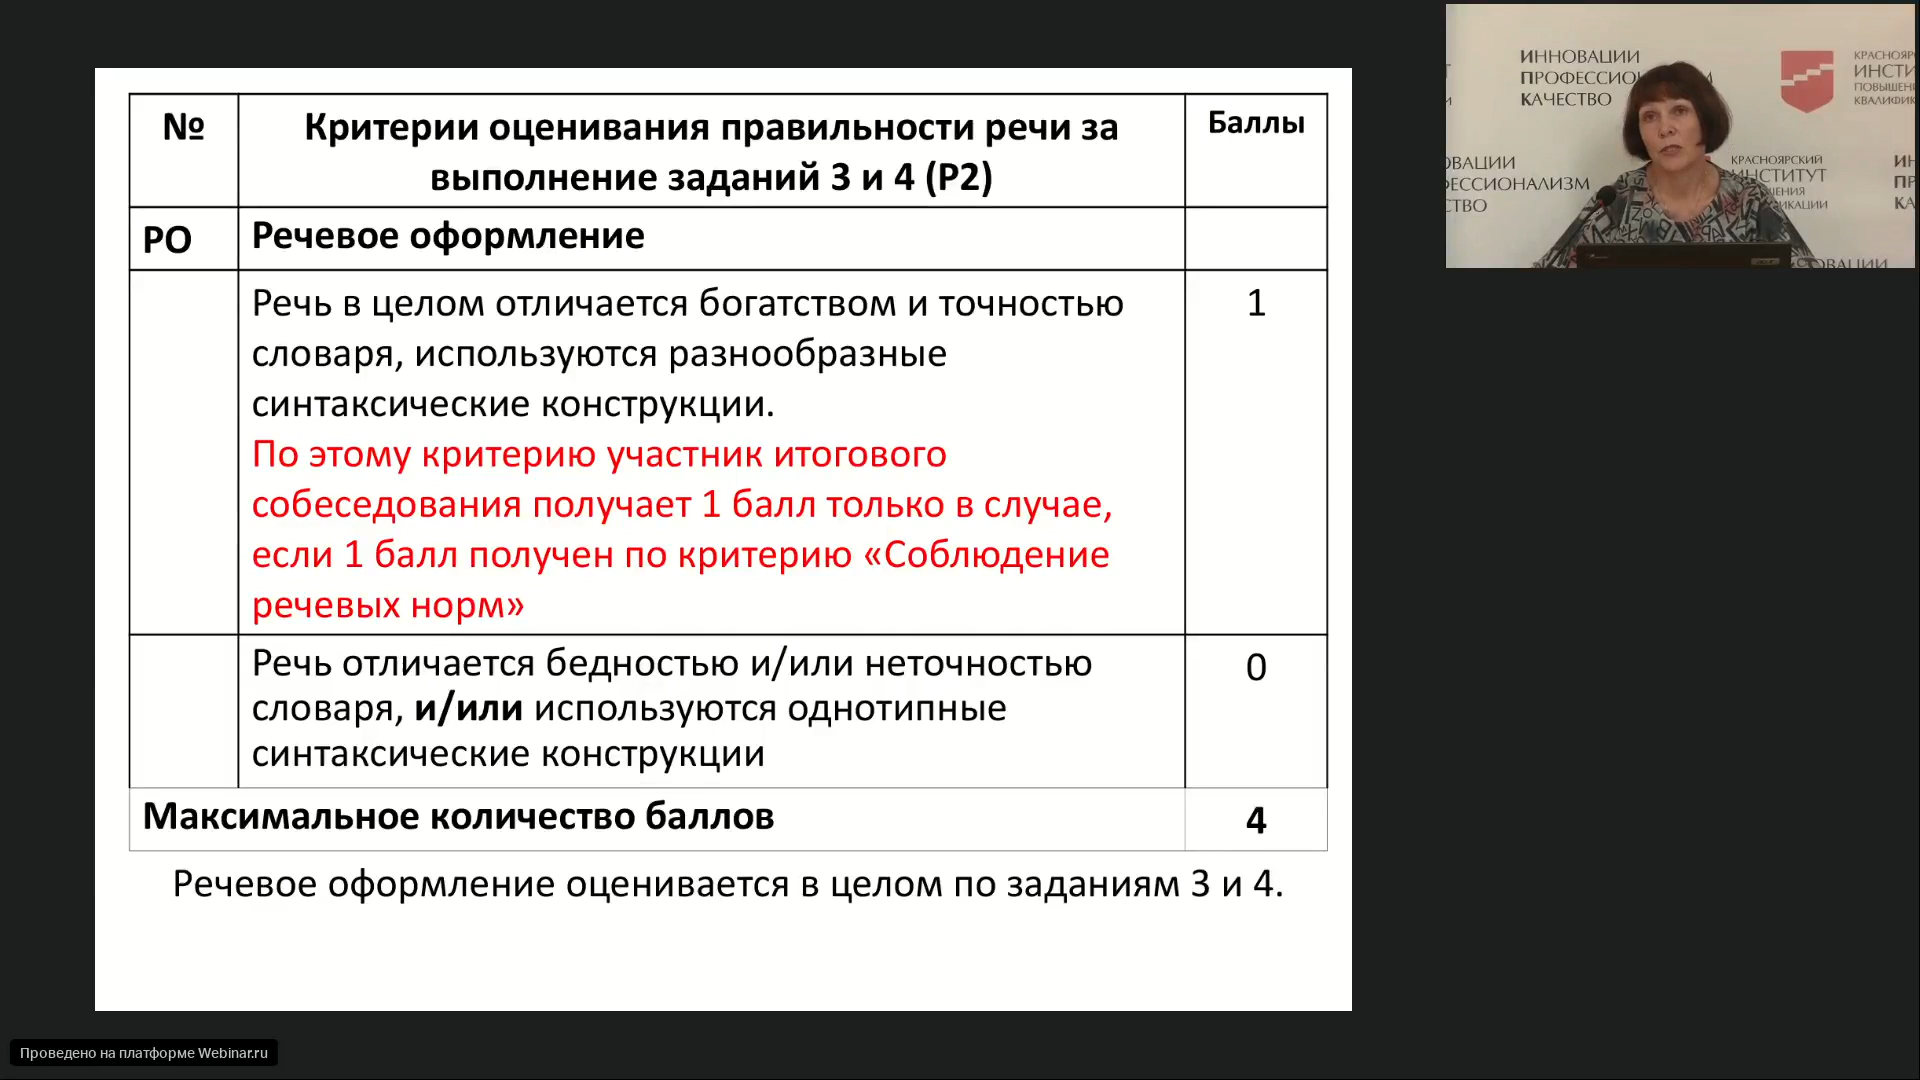 №
Критерии оценивания правильности речи за
выполнение заданий 3 и 4 (Р2)
Баллы
РО
Речевое оформление
Речь в целом отличается богатством и точностью
словаря, используются разнообразные
синтаксические конструкции.
По этому критерию участник итогового
собеседования получает 1 балл только в случае,
если 1 балл получен по критерию «Соблюдение
речевых норм»
1
Речь отличается бедностью и/или неточностью
словаря, и/или используются однотипные
синтаксические конструкции
0
Максимальное количество баллов
4
Речевое оформление оценивается в целом по заданиям 3 и 4.
ИННОВАЦИИ
КАЧЕСТВО
КРАСНОЯРСКИЙ
Проведено на платформе Webinar.ru